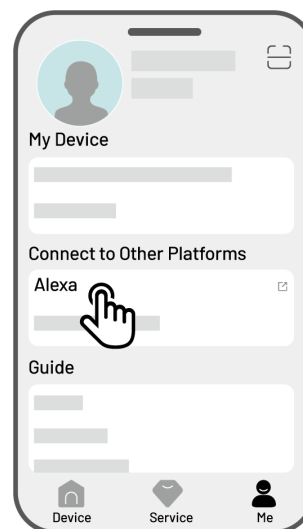 My Device
Connect to Other Platforms
Alexa
Guide
Device Service Me